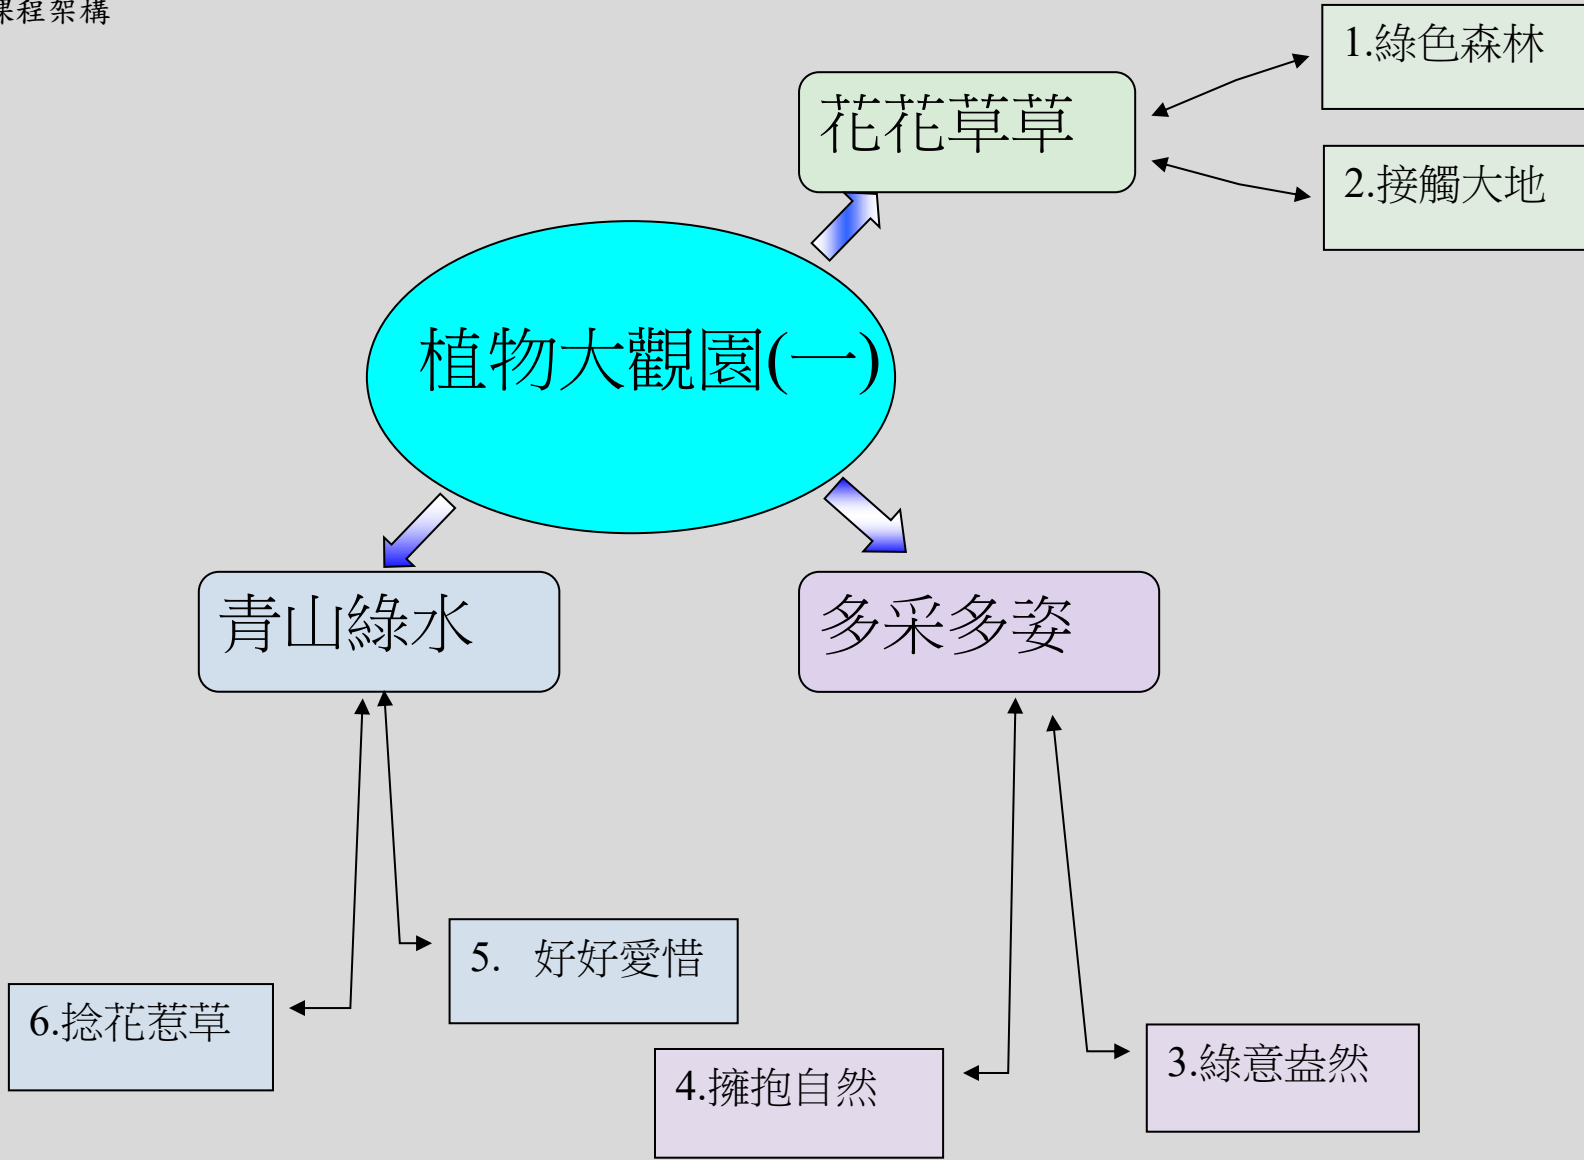 課程架構
1.綠色森林
花花草草
2.接觸大地
植物大觀園(一)
青山綠水
多采多姿
5. 好好愛惜
6.捻花惹草
4.擁抱自然
3.綠意盎然